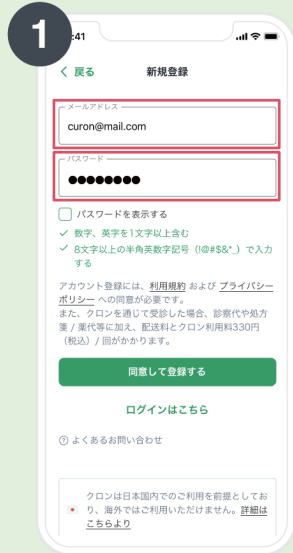 1
:41
戻る
新規登録
メールアドレス
curon@mail.com
パスワード
●●●●●●●●
パスワードを表示する
数字、英字を1文字以上含む
8文字以上の半角英数字記号（!@#$&*_）で入力
する
アカウント登録には、利用規約 および プライバシー
ポリシー への同意が必要です。
また、クロンを通じて受診した場合、診察代や処方
箋 / 薬代等に加え、配送料とクロン利用料330円
（税込）/ 回がかかります。
同意して登録する
ログインはこちら
よくあるお問い合わせ
クロンは日本国内でのご利用を前提としてお
り、海外ではご利用いただけません。詳細は
こちらより